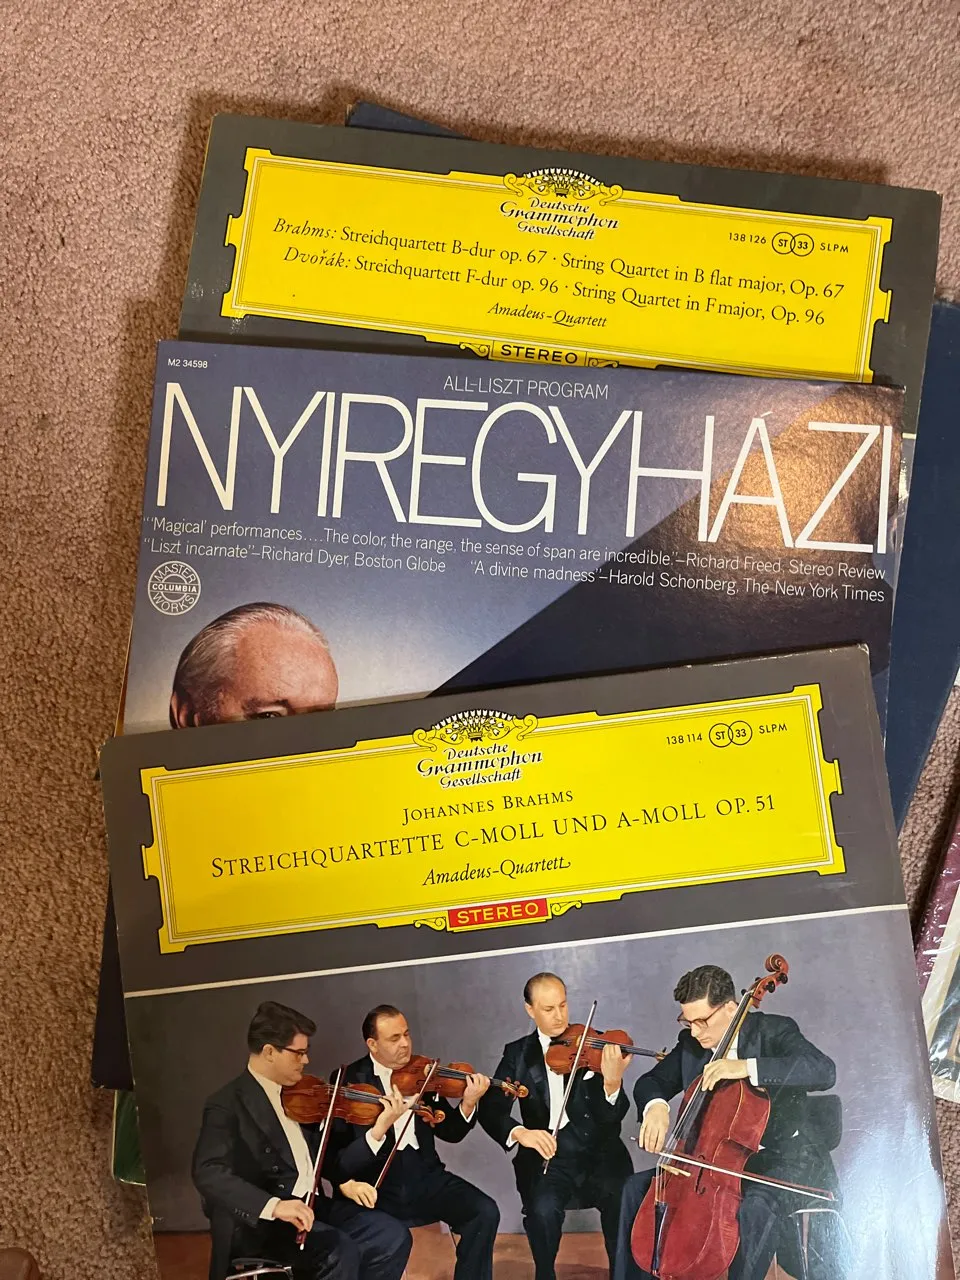 Deutsche
Grammophon
Gesellschaft
138 126 ST 33 SLPM
Brahms: Streichquartett B-dur op. 67 · String Quartet in B flat major, Op. 67
Dvořák: Streichquartett F-dur op. 96 · String Quartet in F major, Op. 96
Amadeus-Quartett
STEREO
M2 34598
ALL-LISZT PROGRAM
NYIREGYHÁZI
"'Magical' performances....The color, the range, the sense of span are incredible."–Richard Freed, Stereo Review
"Liszt incarnate"–Richard Dyer, Boston Globe "A divine madness"–Harold Schonberg, The New York Times
MASTER
COLUMBIA
WORKS
Deutsche
Grammophon
Gesellschaft
138 114 ST 33 SLPM
JOHANNES BRAHMS
STREICHQUARTETTE C-MOLL UND A-MOLL OP. 51
Amadeus-Quartett
STEREO